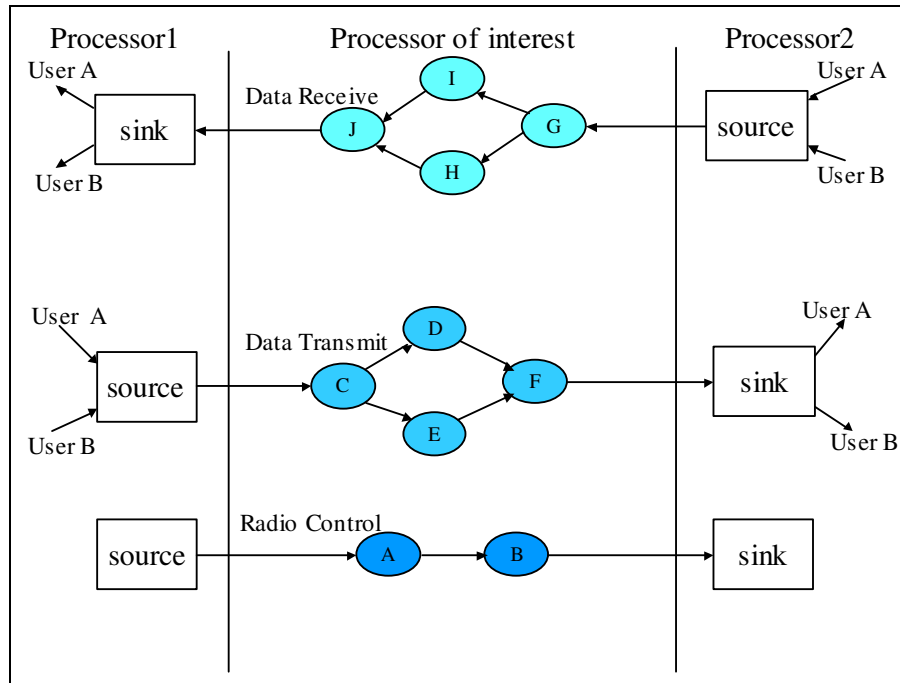 Processor1
Processor of interest
Processor2
User A
sink
User B
Data Receive
I
J
G
H
source
User A
User B
User A
source
User B
Data Transmit
D
C
F
E
sink
User A
User B
source
Radio Control
A
B
sink